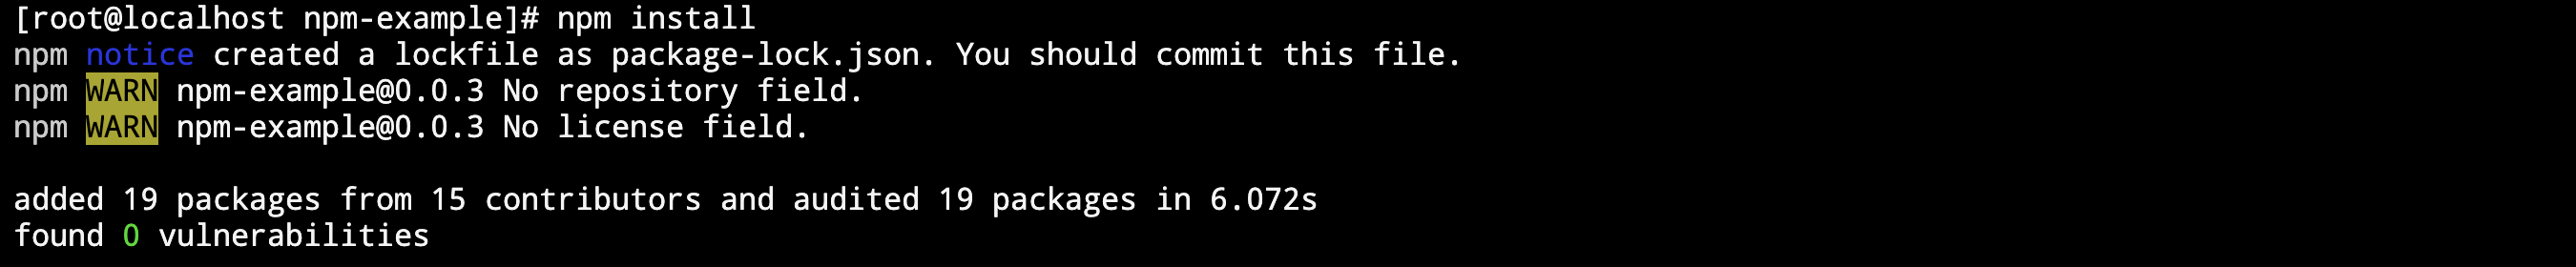 [root@localhost npm-example]# npm install
npm notice created a lockfile as package-lock.json. You should commit this file.
npm WARN npm-example@0.0.3 No repository field.
npm WARN npm-example@0.0.3 No license field.
added 19 packages from 15 contributors and audited 19 packages in 6.072s
found 0 vulnerabilities